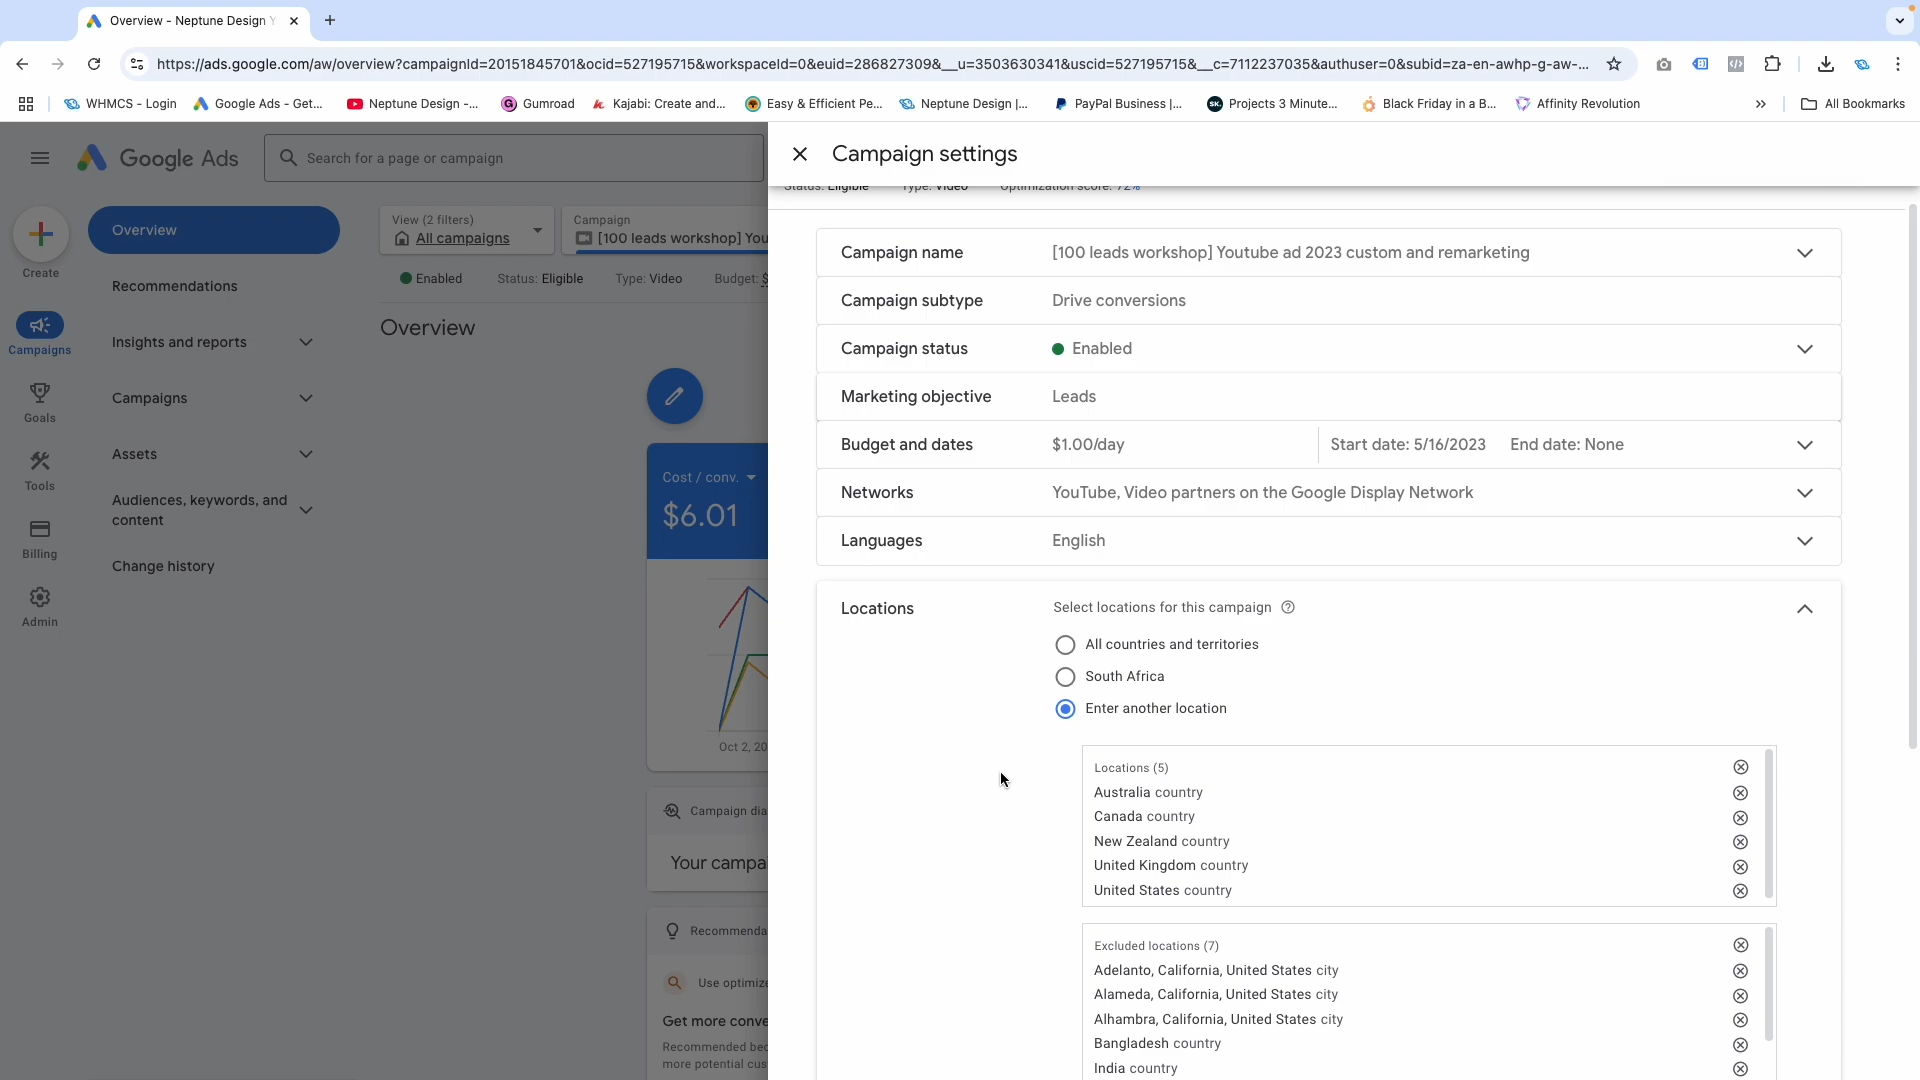 Overview - Neptune Design
https://ads.google.com/aw/overview?campaignId=20151845701&ocid=527195715&workspaceId=0&euid=286827309&__u=3503630341&uscid=527195715&__c=7112237035&authuser=0&subid=za-en-awhp-g-aw-...
WHMCS - Login
Google Ads - Get...
Neptune Design -...
Gumroad
Kajabi: Create and...
Easy & Efficient Pe...
Neptune Design |...
PayPal Business |...
Projects 3 Minute...
Black Friday in a B...
Affinity Revolution
All Bookmarks
Google Ads
Search for a page or campaign
Campaign settings
Status: Eligible Type: Video Optimization score: 72%
Create
Campaigns
Goals
Tools
Billing
Admin
Overview
Recommendations
Insights and reports
Campaigns
Assets
Audiences, keywords, and
content
Change history
View (2 filters)
All campaigns
Campaign
[100 leads workshop] You
Enabled Status: Eligible Type: Video Budget: $
Overview
Cost / conv.
$6.01
Oct 2, 20
Campaign dia
Your campa
Recommenda
Use optimize
Get more conve
Recommended bec
more potential cus
Campaign name [100 leads workshop] Youtube ad 2023 custom and remarketing
Campaign subtype Drive conversions
Campaign status Enabled
Marketing objective Leads
Budget and dates $1.00/day Start date: 5/16/2023 End date: None
Networks YouTube, Video partners on the Google Display Network
Languages English
Locations Select locations for this campaign
All countries and territories
South Africa
Enter another location
Locations (5)
Australia country
Canada country
New Zealand country
United Kingdom country
United States country
Excluded locations (7)
Adelanto, California, United States city
Alameda, California, United States city
Alhambra, California, United States city
Bangladesh country
India country